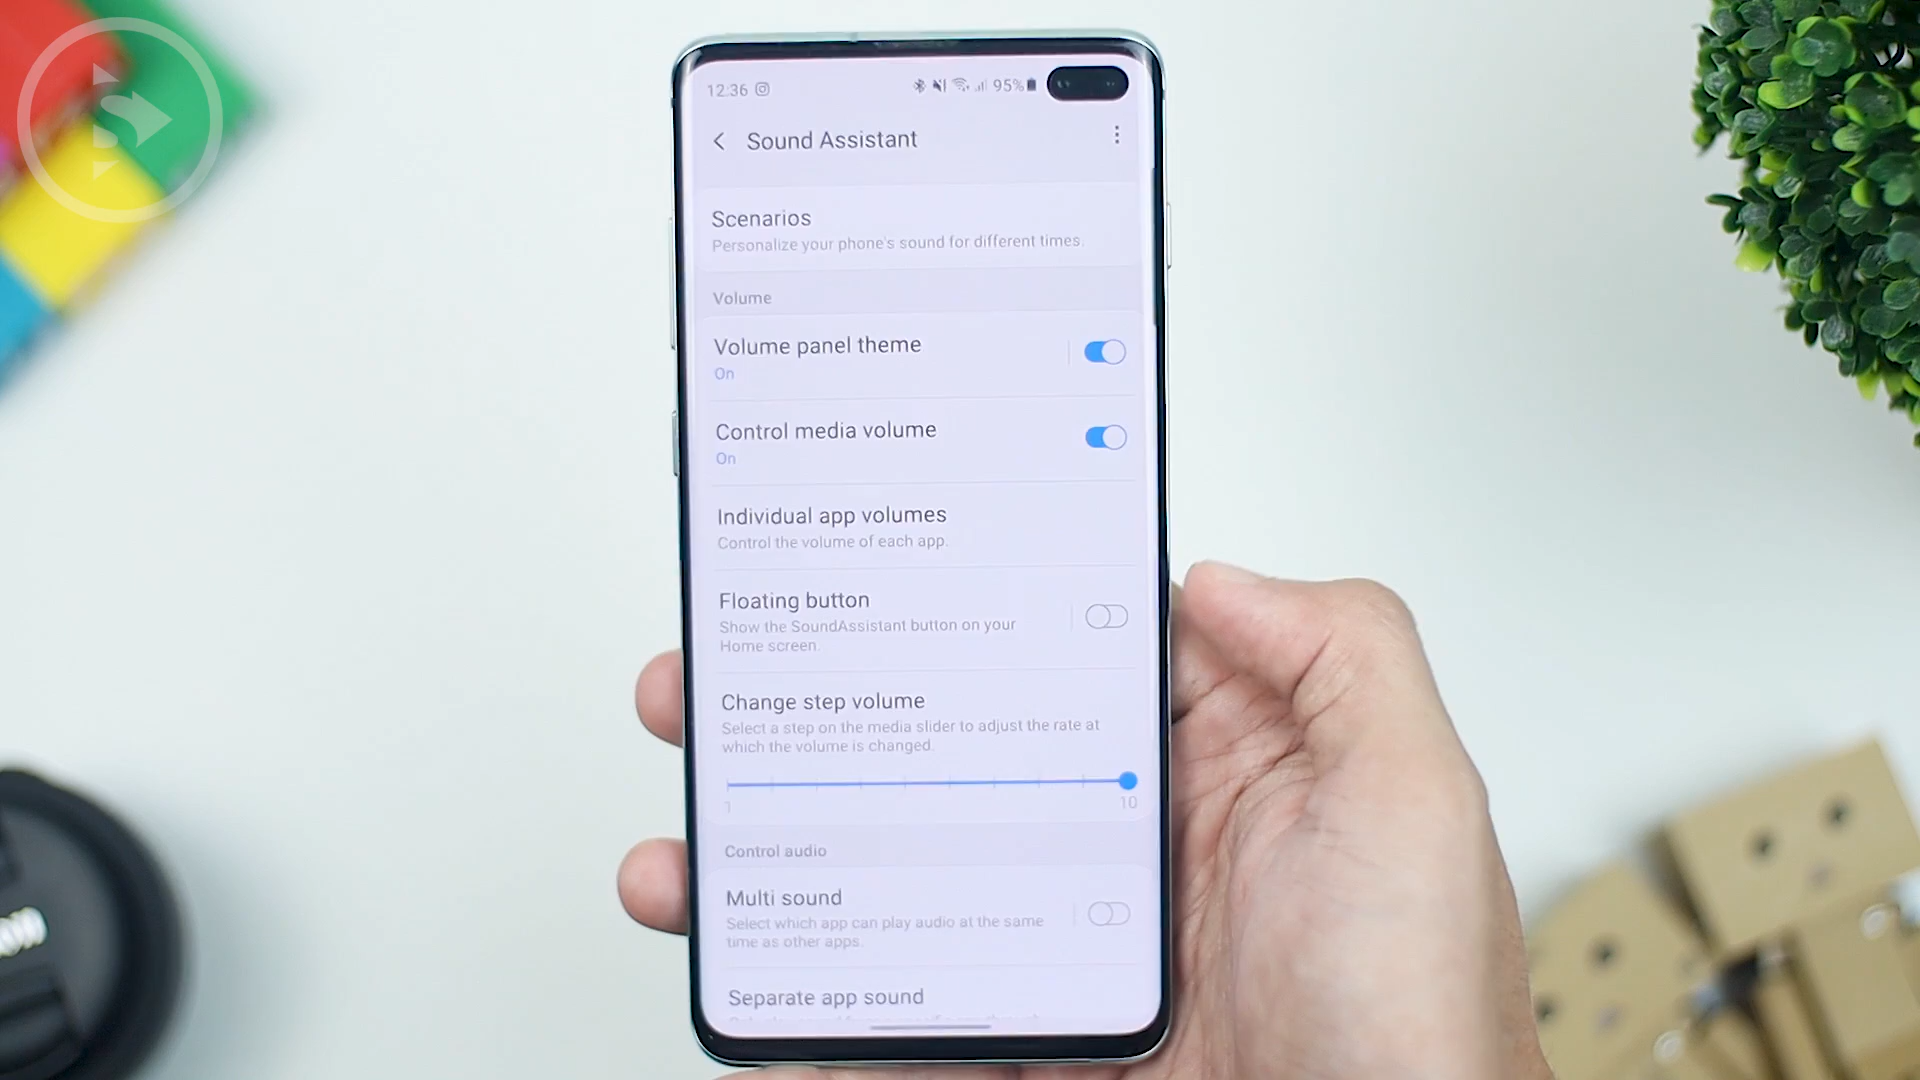 12:36 95%
Sound Assistant
Scenarios
Personalize your phone's sound for different times.
Volume
Volume panel theme
On
Control media volume
On
Individual app volumes
Control the volume of each app.
Floating button
Show the SoundAssistant button on your
Home screen.
Change step volume
Select a step on the media slider to adjust the rate at
which the volume is changed.
1 10
Control audio
Multi sound
Select which app can play audio at the same
time as other apps.
Separate app sound